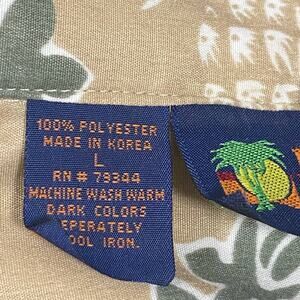 100% POLYESTER
MADE IN KOREA
L
RN # 79344
MACHINE WASH WARM
DARK COLORS
EPERATELY
OOL IRON.